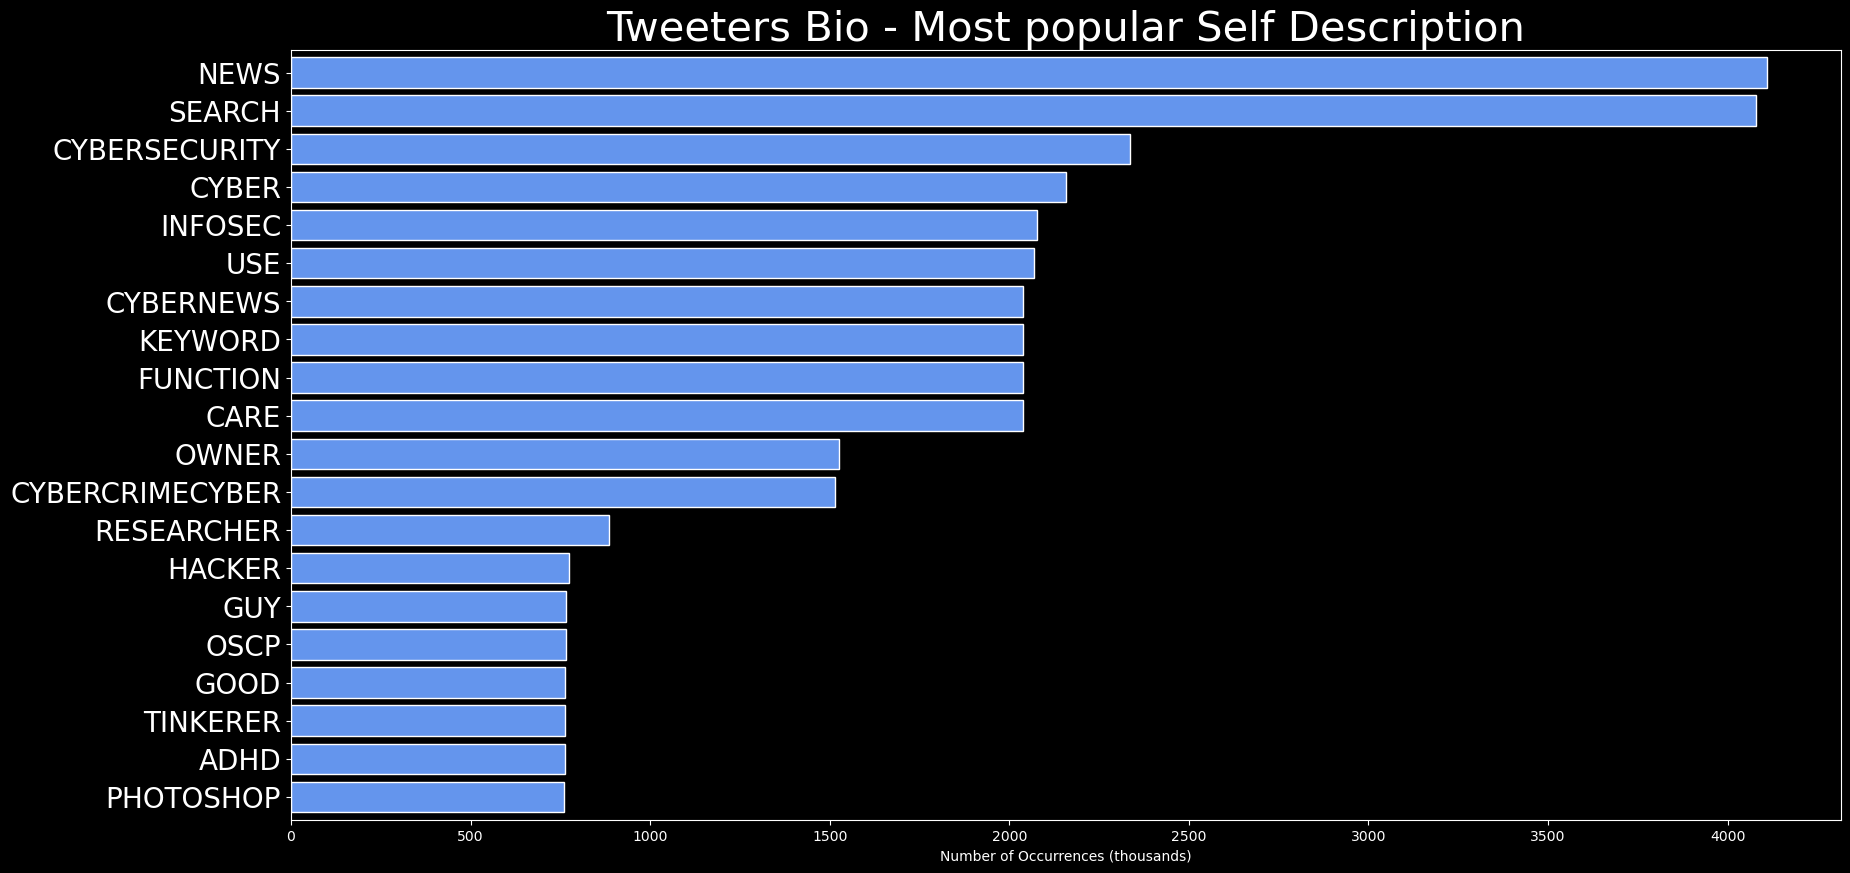 Tweeters Bio - Most popular Self Description
NEWS
SEARCH
CYBERSECURITY
CYBER
INFOSEC
USE
CYBERNEWS
KEYWORD
FUNCTION
CARE
OWNER
CYBERCRIMECYBER
RESEARCHER
HACKER
GUY
OSCP
GOOD
TINKERER
ADHD
PHOTOSHOP
0 500 1000 1500 2000 2500 3000 3500 4000
Number of Occurrences (thousands)